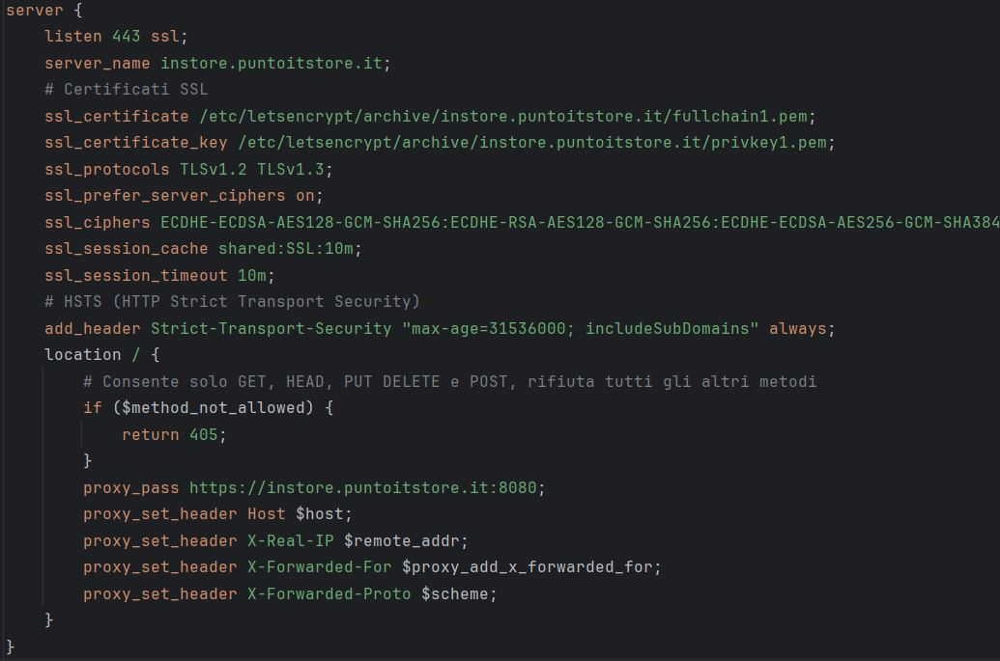 server {
    listen 443 ssl;
    server_name instore.puntoitstore.it;
    # Certificati SSL
    ssl_certificate /etc/letsencrypt/archive/instore.puntoitstore.it/fullchain1.pem;
    ssl_certificate_key /etc/letsencrypt/archive/instore.puntoitstore.it/privkey1.pem;
    ssl_protocols TLSv1.2 TLSv1.3;
    ssl_prefer_server_ciphers on;
    ssl_ciphers ECDHE-ECDSA-AES128-GCM-SHA256:ECDHE-RSA-AES128-GCM-SHA256:ECDHE-ECDSA-AES256-GCM-SHA384
    ssl_session_cache shared:SSL:10m;
    ssl_session_timeout 10m;
    # HSTS (HTTP Strict Transport Security)
    add_header Strict-Transport-Security "max-age=31536000; includeSubDomains" always;
    location / {
        # Consente solo GET, HEAD, PUT DELETE e POST, rifiuta tutti gli altri metodi
        if ($method_not_allowed) {
            return 405;
        }
        proxy_pass https://instore.puntoitstore.it:8080;
        proxy_set_header Host $host;
        proxy_set_header X-Real-IP $remote_addr;
        proxy_set_header X-Forwarded-For $proxy_add_x_forwarded_for;
        proxy_set_header X-Forwarded-Proto $scheme;
    }
}